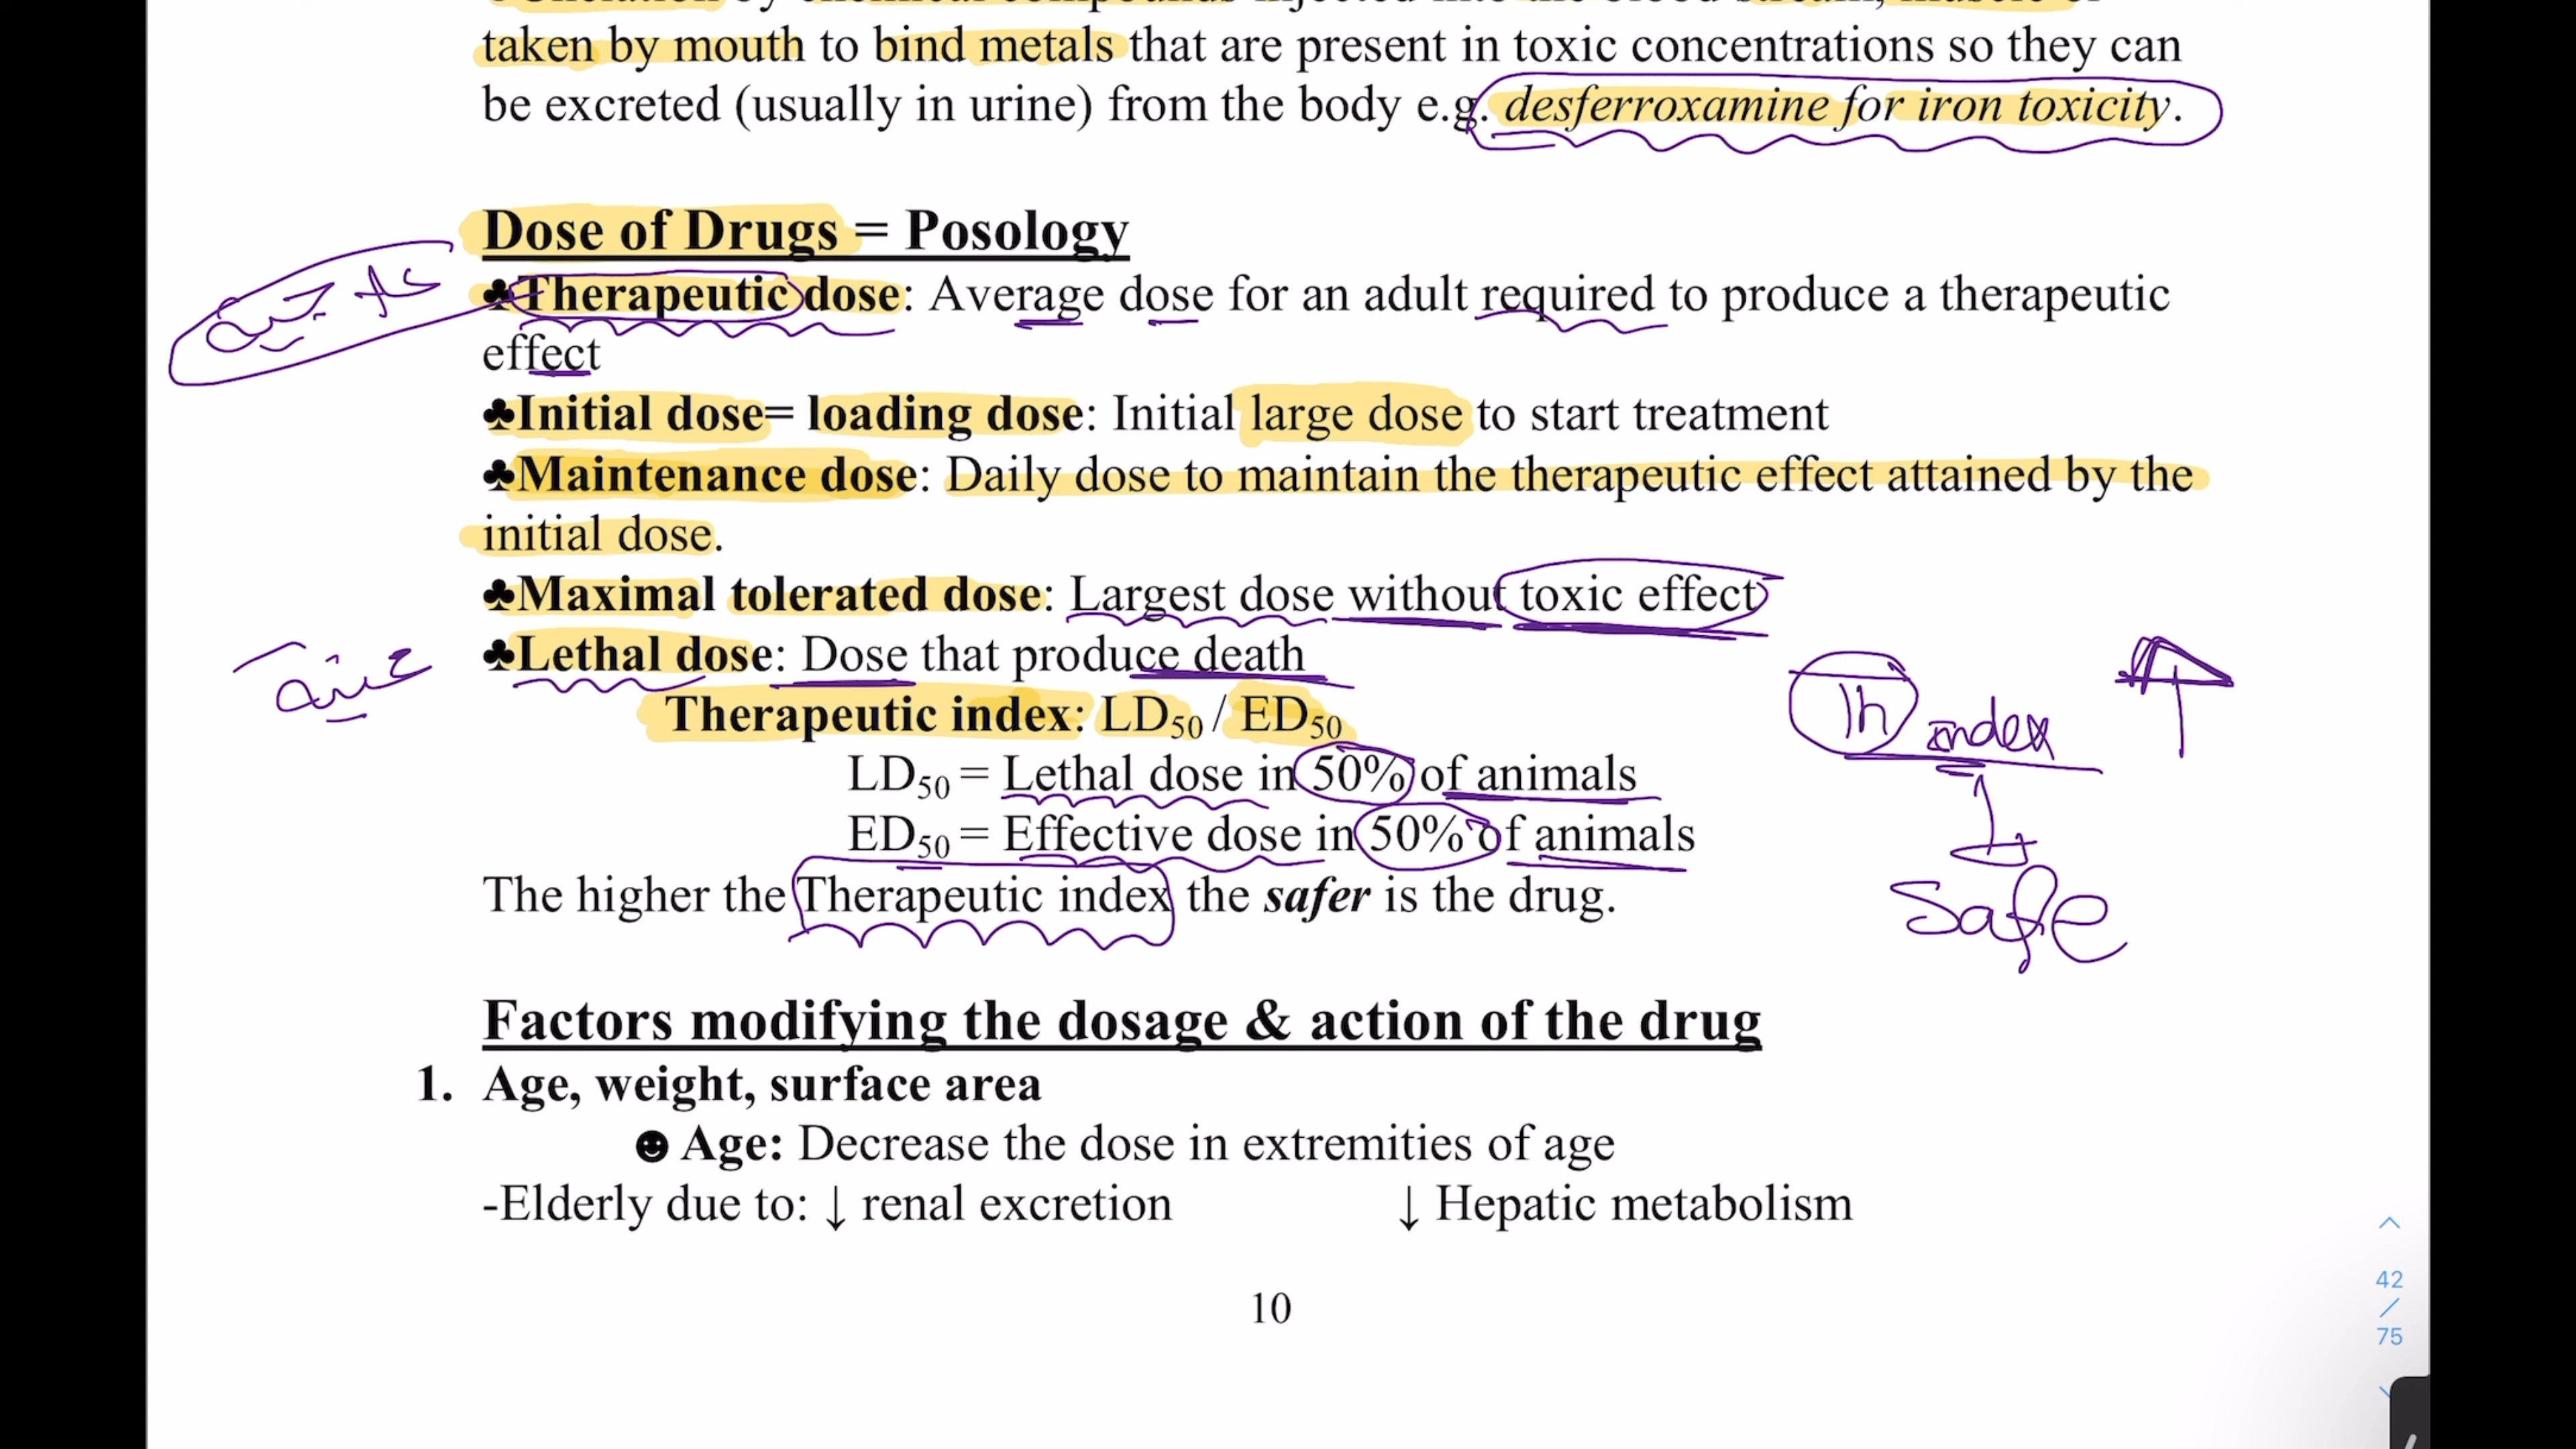 taken by mouth to bind metals that are present in toxic concentrations so they can
be excreted (usually in urine) from the body e.g. desferroxamine for iron toxicity.
Dose of Drugs = Posology
♣Therapeutic dose: Average dose for an adult required to produce a therapeutic
effect
♣Initial dose= loading dose: Initial large dose to start treatment
♣Maintenance dose: Daily dose to maintain the therapeutic effect attained by the
initial dose.
♣Maximal tolerated dose: Largest dose without toxic effect
♣Lethal dose: Dose that produce death
Therapeutic index: LD50 / ED50
LD50 = Lethal dose in 50% of animals
ED50 = Effective dose in 50% of animals
Th index
The higher the Therapeutic index the safer is the drug.
Safe
Factors modifying the dosage & action of the drug
1. Age, weight, surface area
☻Age: Decrease the dose in extremities of age
-Elderly due to: ↓ renal excretion ↓ Hepatic metabolism
10
42
/
75